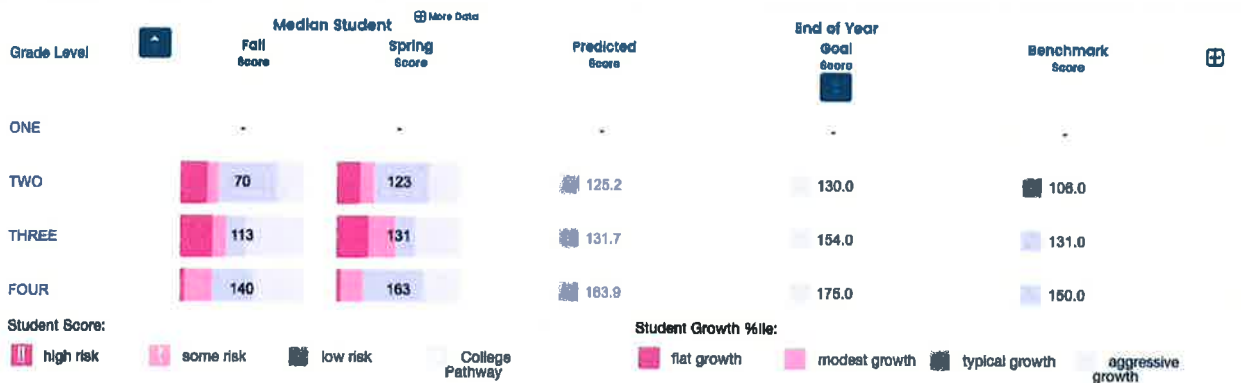 Median Student More Data
End of Year
Grade Level Fall Score Spring Score Predicted Score Goal Score Benchmark Score
ONE - - - - -
TWO 70 123 125.2 130.0 106.0
THREE 113 131 131.7 154.0 131.0
FOUR 140 163 163.9 175.0 150.0
Student Score:
high risk some risk low risk College Pathway
Student Growth %ile:
flat growth modest growth typical growth aggressive growth